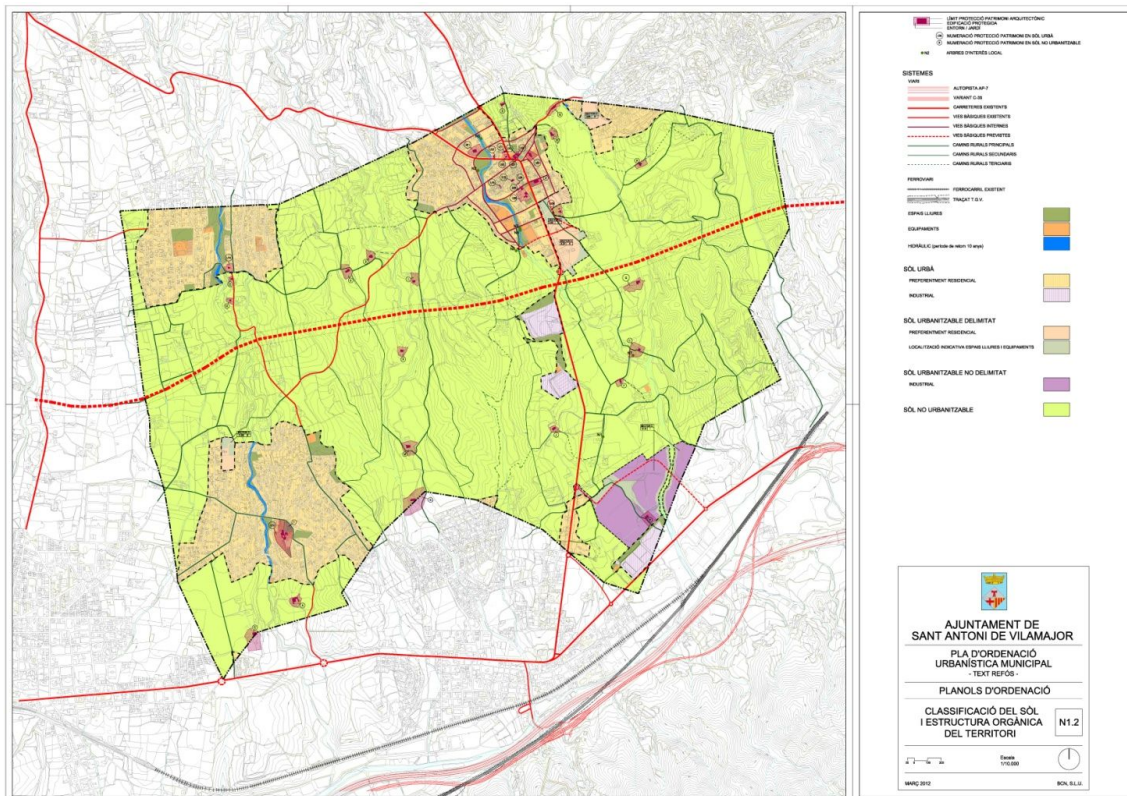 LÍMIT PROTECCIÓ PATRIMONI ARQUITECTÒNIC
EDIFICACIÓ PROTEGIDA
ENTORN I JARDÍ
NUMERACIÓ PROTECCIÓ PATRIMONI EN SÒL URBÀ
NUMERACIÓ PROTECCIÓ PATRIMONI EN SÒL NO URBANITZABLE
ARBRES D'INTERÈS LOCAL
SISTEMES
VIARI
AUTOPISTA AP-7
VARIANT C-35
CARRETERES EXISTENTS
VIES BÀSIQUES EXISTENTS
VIES BÀSIQUES INTERNES
VIES BÀSIQUES PREVISTES
CAMINS RURALS PRINCIPALS
CAMINS RURALS SECUNDARIS
CAMINS RURALS TERCIARIS
FERROVIARI
FERROCARRIL EXISTENT
TRAÇAT T.G.V.
ESPAIS LLIURES
EQUIPAMENTS
HIDRÀULIC (període de retorn 10 anys)
SÒL URBÀ
PREFERENTMENT RESIDENCIAL
INDUSTRIAL
SÒL URBANITZABLE DELIMITAT
PREFERENTMENT RESIDENCIAL
LOCALITZACIÓ INDICATIVA ESPAIS LLIURES I EQUIPAMENTS
SÒL URBANITZABLE NO DELIMITAT
INDUSTRIAL
SÒL NO URBANITZABLE
AJUNTAMENT DE
SANT ANTONI DE VILAMAJOR
PLA D'ORDENACIÓ
URBANÍSTICA MUNICIPAL
- TEXT REFÓS -
PLANOLS D'ORDENACIÓ
CLASSIFICACIÓ DEL SÒL
I ESTRUCTURA ORGÀNICA
DEL TERRITORI
N1.2
Escala
1/10.000
MARÇ 2012
BCN, S.L.U.